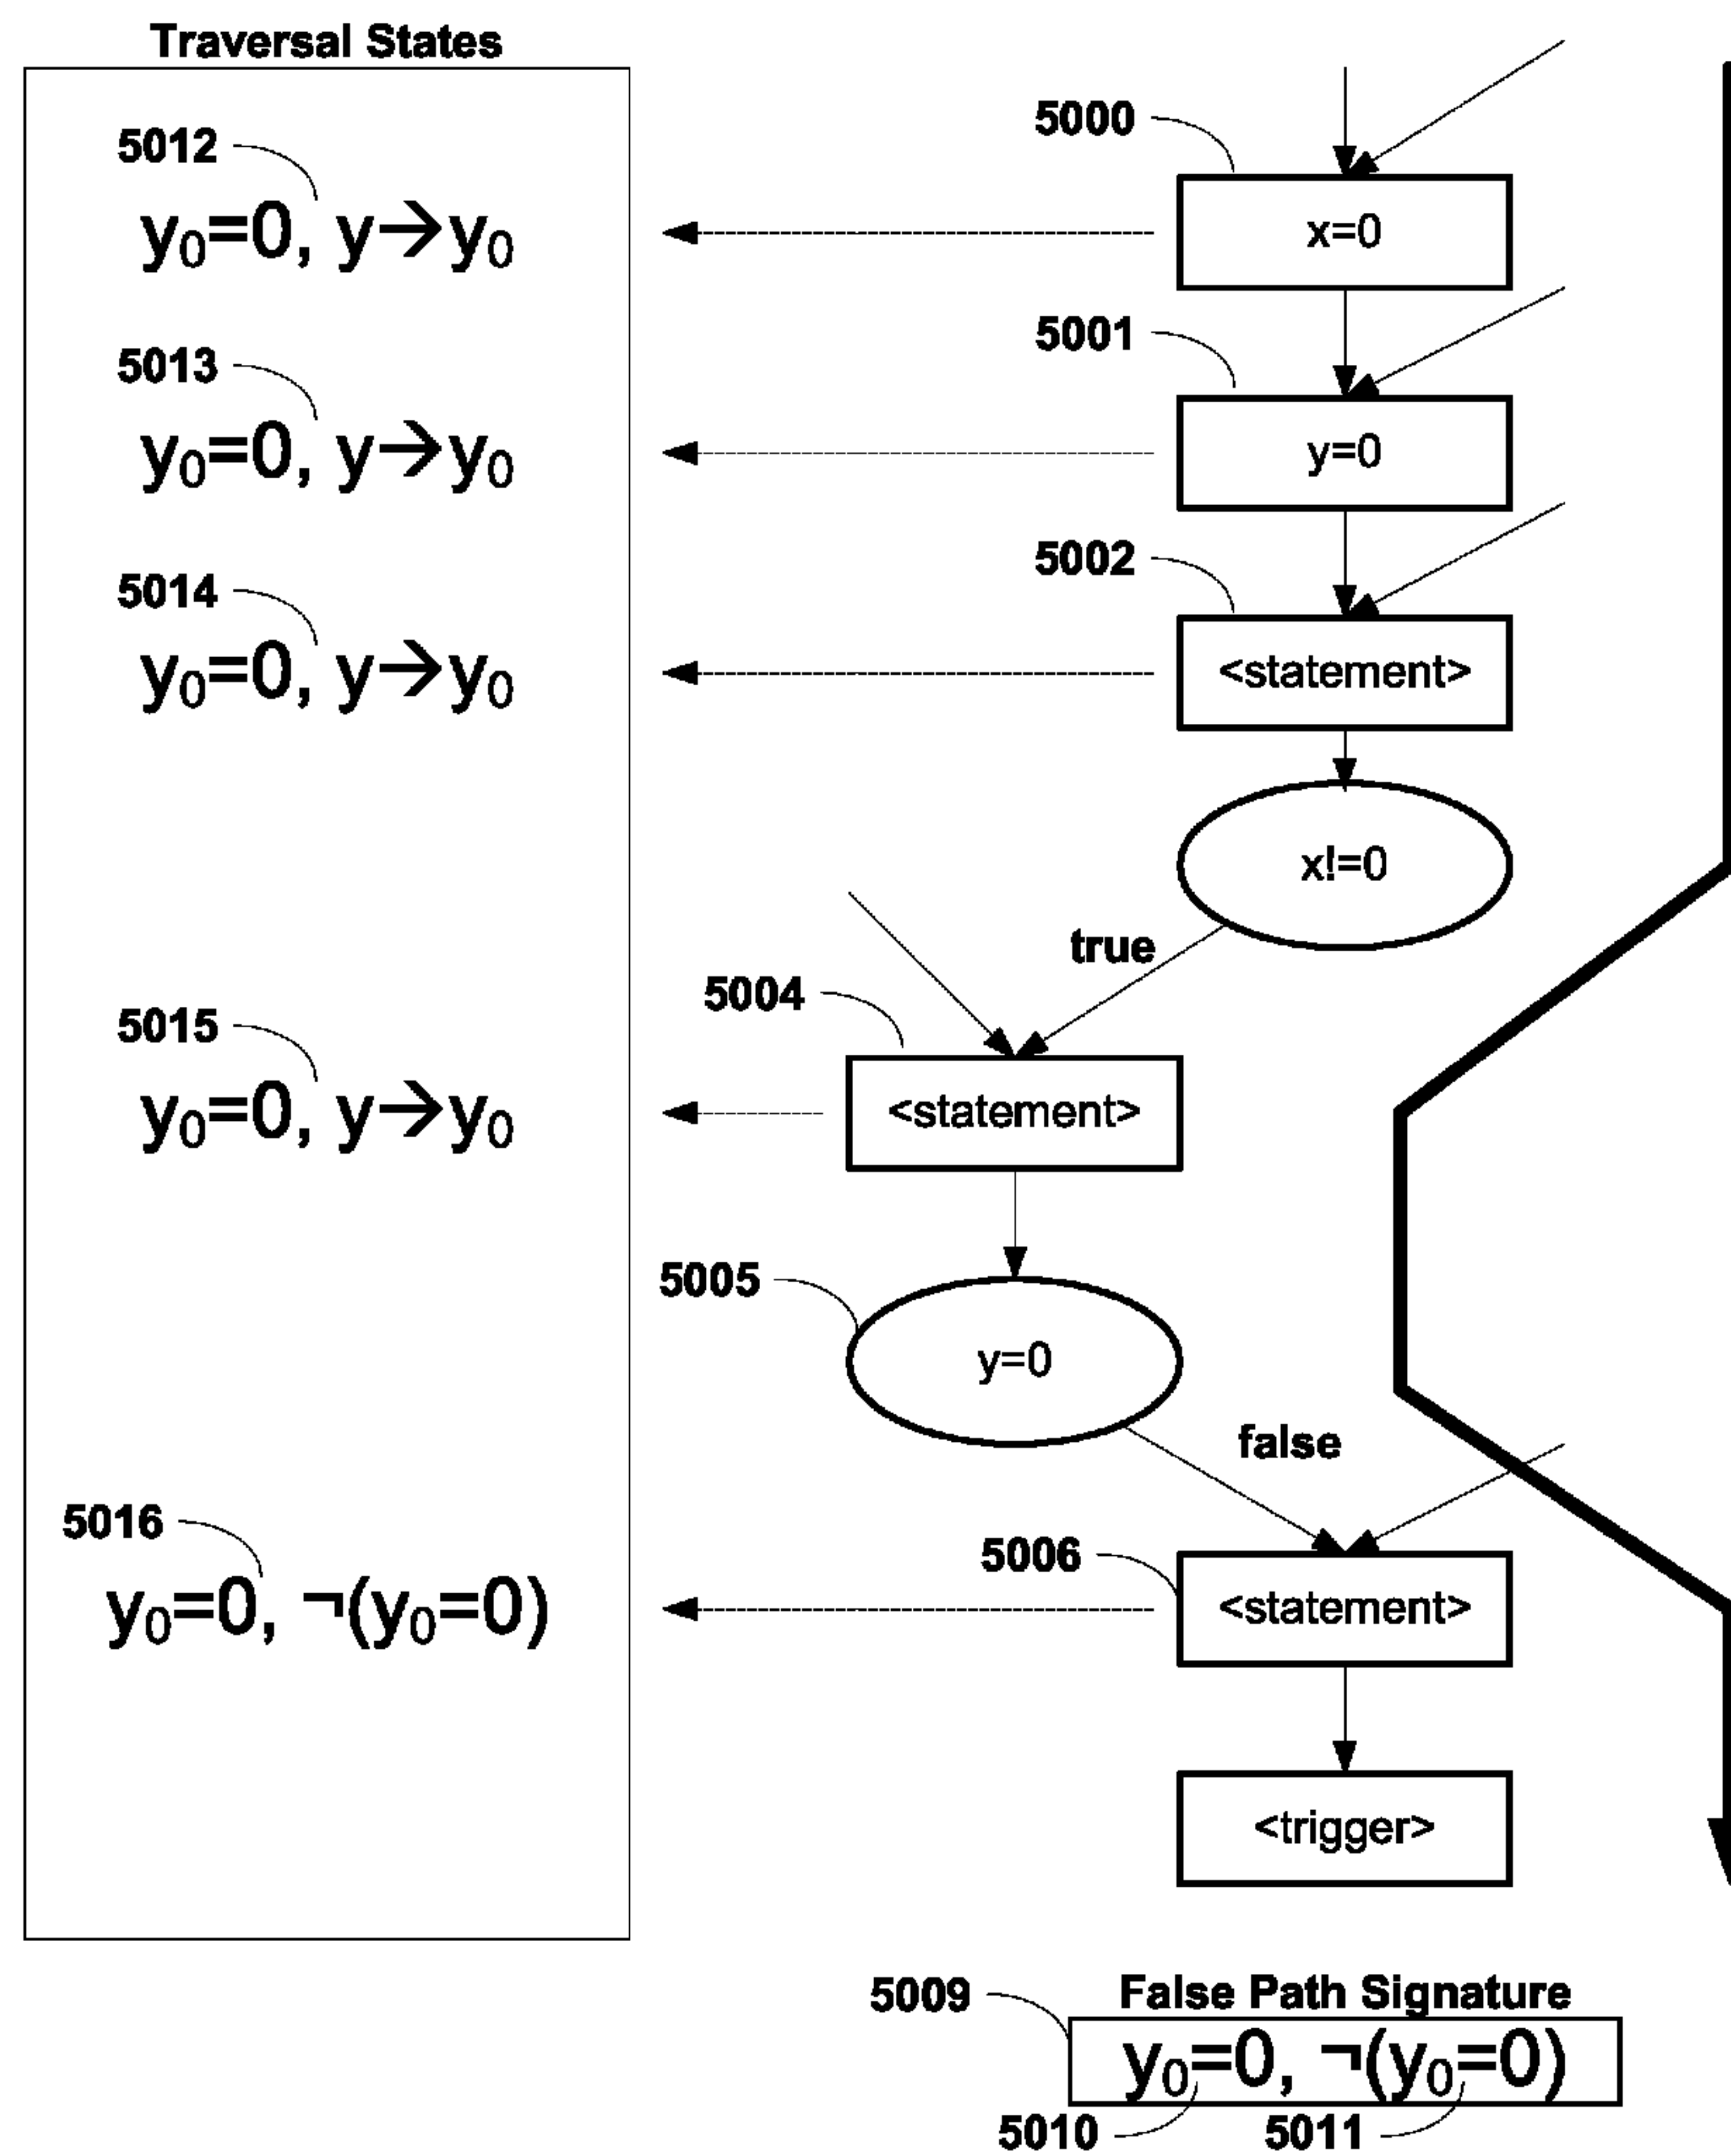 Traversal States
5012
y₀=0, y→y₀
5013
y₀=0, y→y₀
5014
y₀=0, y→y₀
5015
y₀=0, y→y₀
5016
y₀=0, ¬(y₀=0)
5000
x=0
5001
y=0
5002
<statement>
x!=0
true
5004
<statement>
5005
y=0
false
5006
<statement>
<trigger>
5009
False Path Signature
y₀=0, ¬(y₀=0)
5010
5011